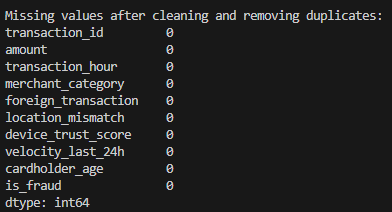 Missing values after cleaning and removing duplicates:
transaction_id 0
amount 0
transaction_hour 0
merchant_category 0
foreign_transaction 0
location_mismatch 0
device_trust_score 0
velocity_last_24h 0
cardholder_age 0
is_fraud 0
dtype: int64